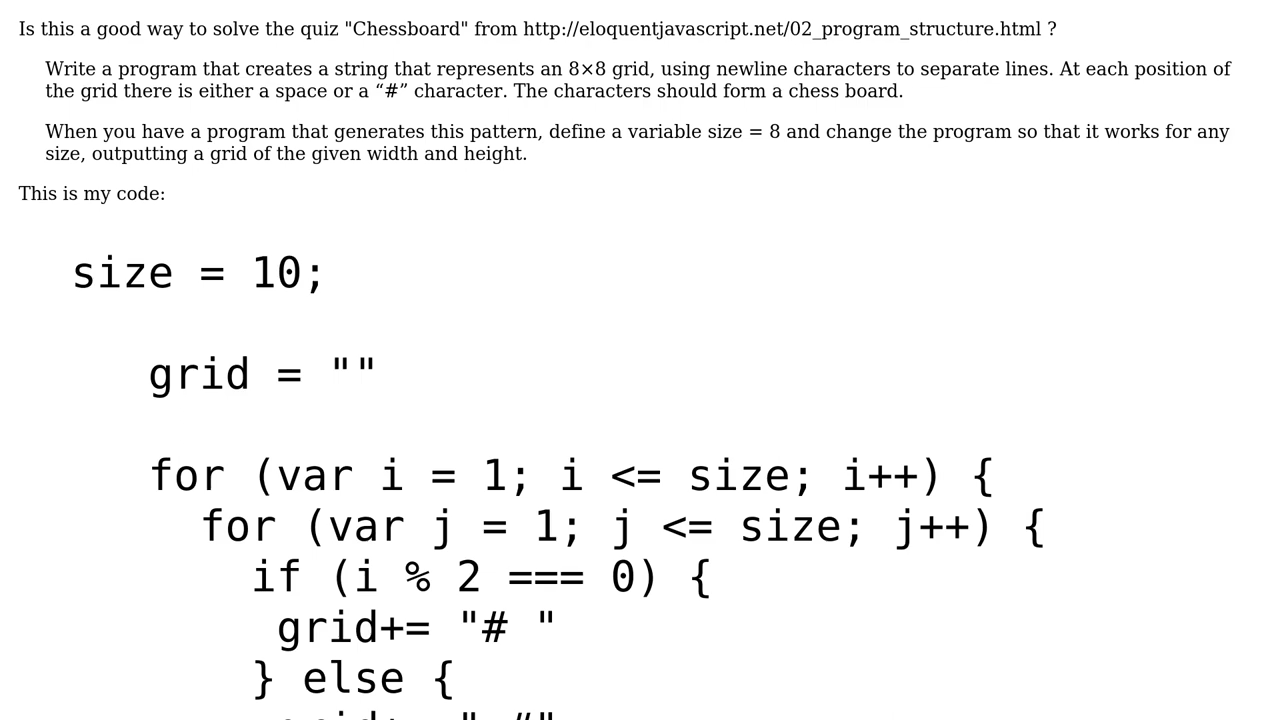 Is this a good way to solve the quiz "Chessboard" from http://eloquentjavascript.net/02_program_structure.html ?
Write a program that creates a string that represents an 8×8 grid, using newline characters to separate lines. At each position of
the grid there is either a space or a “#” character. The characters should form a chess board.
When you have a program that generates this pattern, define a variable size = 8 and change the program so that it works for any
size, outputting a grid of the given width and height.
This is my code:
size = 10;
grid = ""
for (var i = 1; i <= size; i++) {
for (var j = 1; j <= size; j++) {
if (i % 2 === 0) {
grid+= "# "
} else {